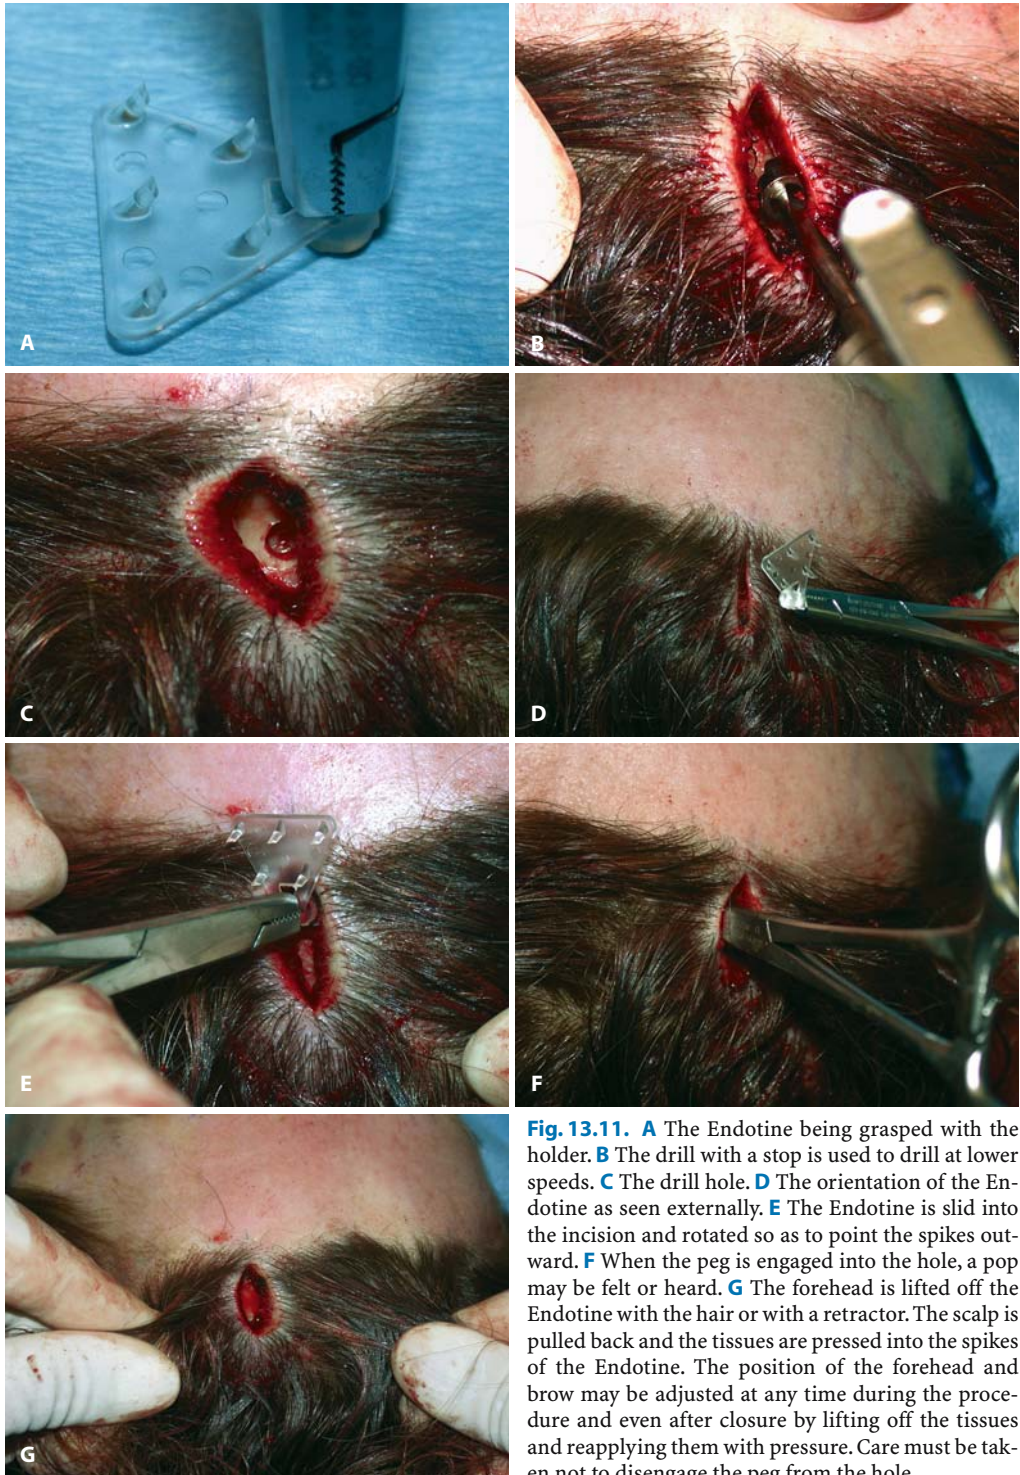 A
B
C
D
E
F
G
Fig. 13.11. A The Endotine being grasped with the
holder. B The drill with a stop is used to drill at lower
speeds. C The drill hole. D The orientation of the En-
dotine as seen externally. E The Endotine is slid into
the incision and rotated so as to point the spikes out-
ward. F When the peg is engaged into the hole, a pop
may be felt or heard. G The forehead is lifted off the
Endotine with the hair or with a retractor. The scalp is
pulled back and the tissues are pressed into the spikes
of the Endotine. The position of the forehead and
brow may be adjusted at any time during the proce-
dure and even after closure by lifting off the tissues
and reapplying them with pressure. Care must be tak-
en not to disengage the peg from the hole